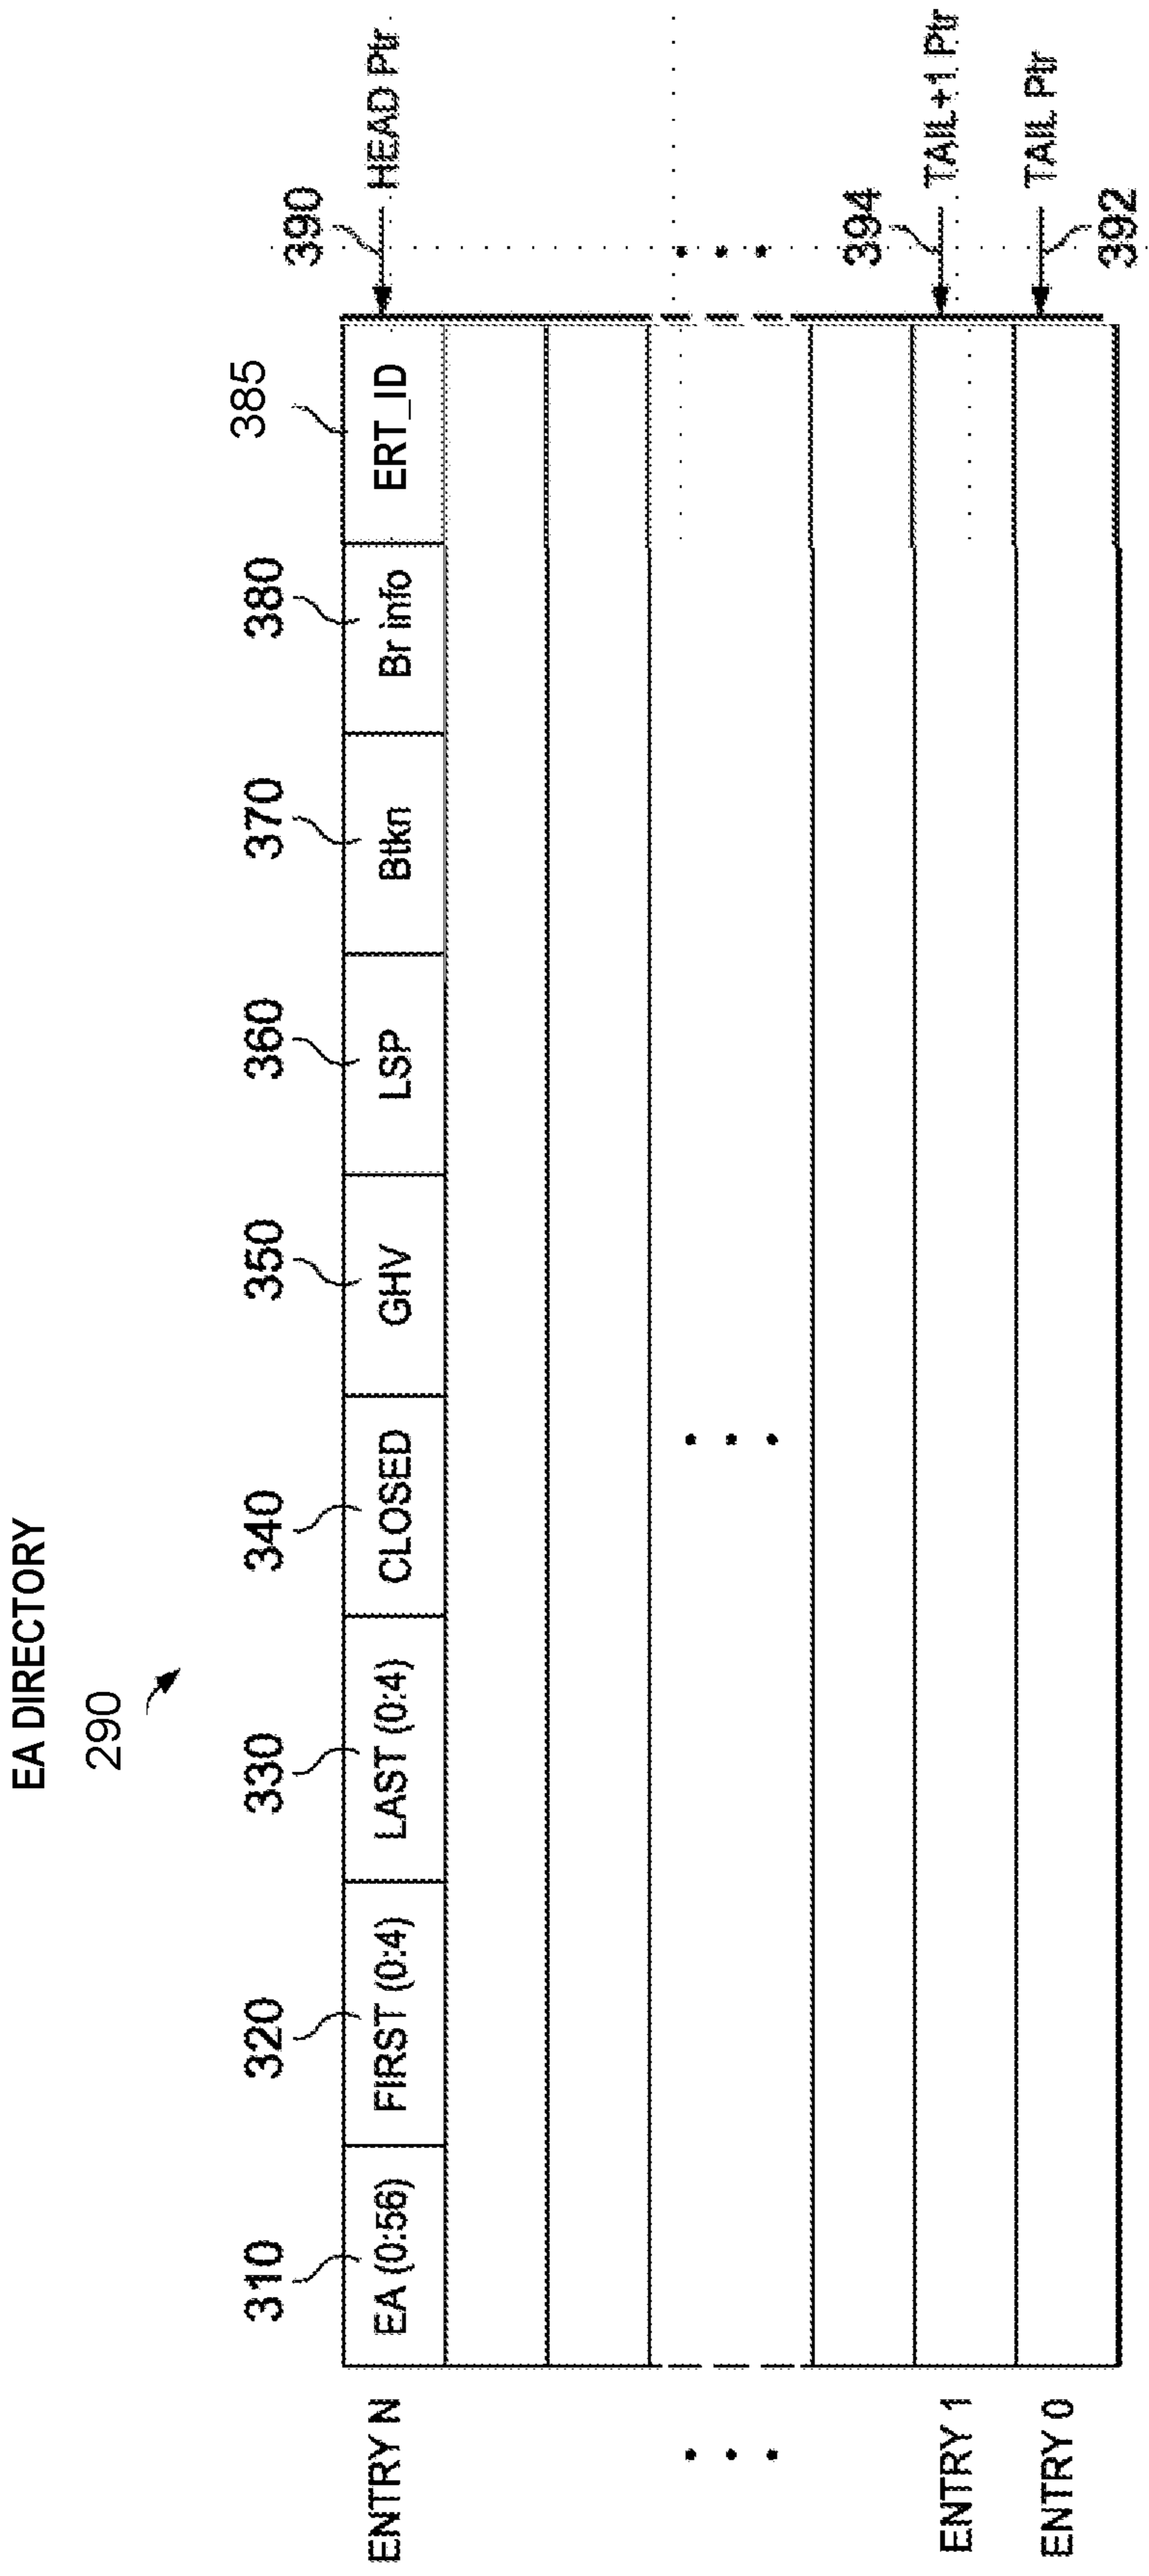 EA DIRECTORY
290
310 320 330 340 350 360 370 380 385
390
ENTRY N EA (0:56) FIRST (0:4) LAST (0:4) CLOSED GHV LSP Btkn Br info ERT_ID HEAD Ptr
394
ENTRY 1 TAIL+1 Ptr
ENTRY 0 TAIL Ptr
392